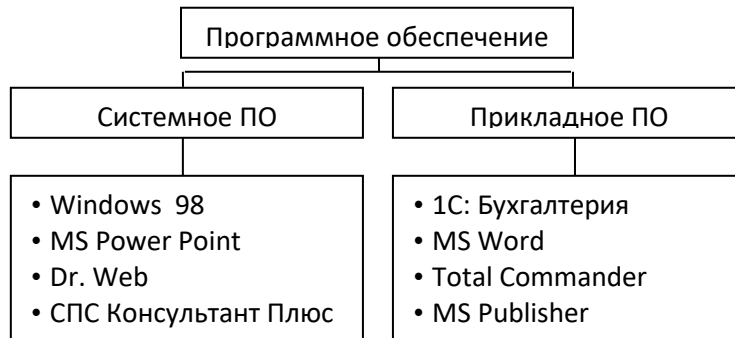 Программное обеспечение
Системное ПО
Прикладное ПО
• Windows 98
• MS Power Point
• Dr. Web
• СПС Консультант Плюс
• 1С: Бухгалтерия
• MS Word
• Total Commander
• MS Publisher